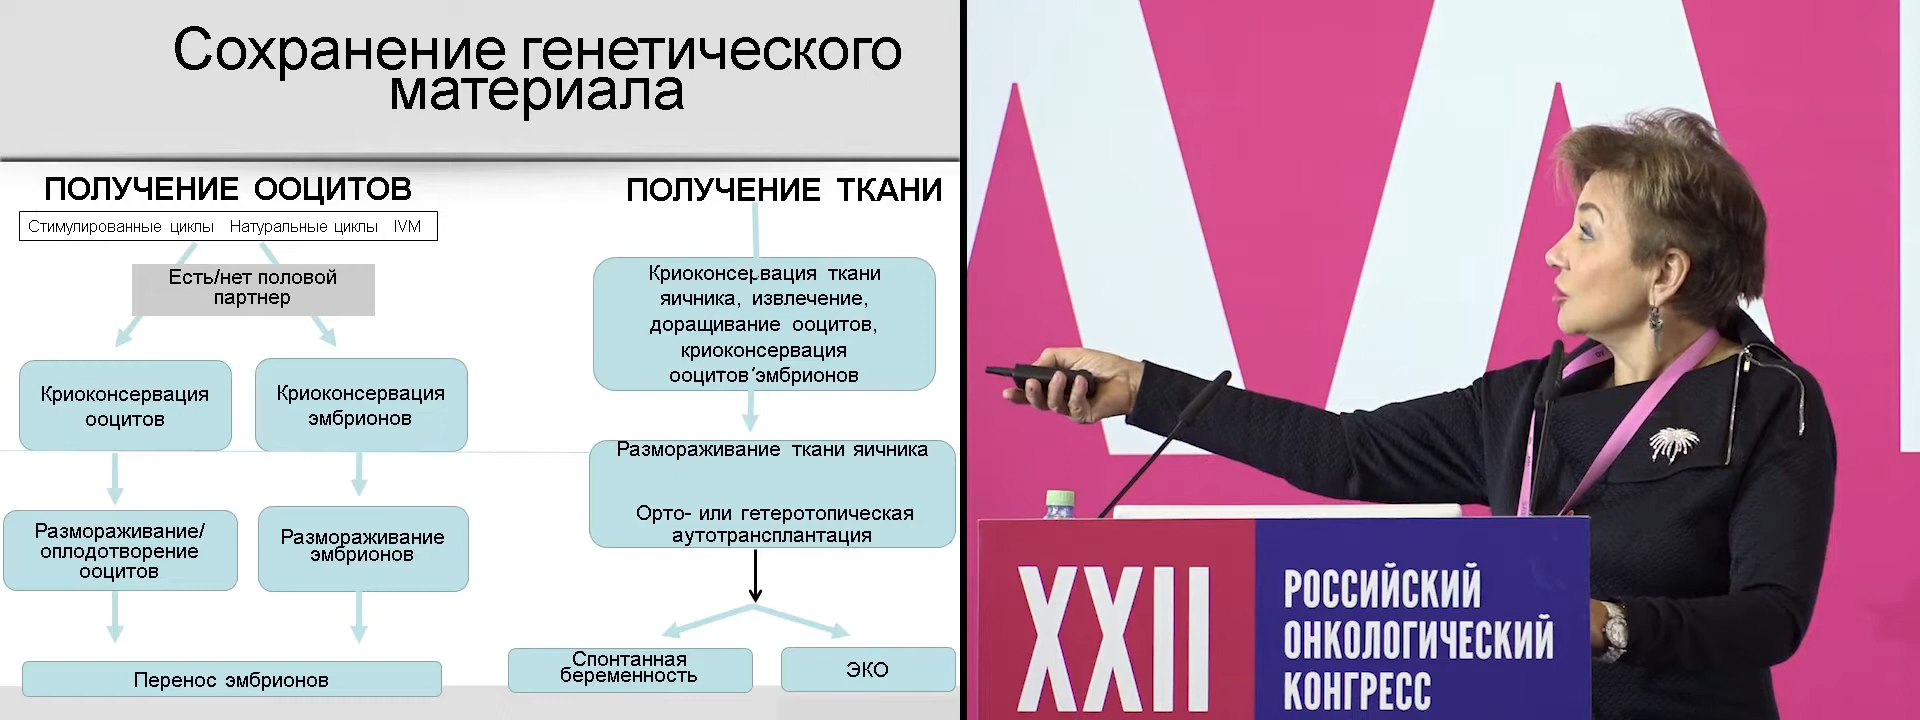 Сохранение генетического
материала
ПОЛУЧЕНИЕ ООЦИТОВ
Стимулированные циклы Натуральные циклы IVM
Есть/нет половой
партнер
Криоконсервация
ооцитов
Криоконсервация
эмбрионов
Размораживание/
оплодотворение
ооцитов
Размораживание
эмбрионов
Перенос эмбрионов
ПОЛУЧЕНИЕ ТКАНИ
Криоконсервация ткани
яичника, извлечение,
доращивание ооцитов,
криоконсервация
ооцитов/эмбрионов
Размораживание ткани яичника
Орто- или гетеротопическая
аутотрансплантация
Спонтанная
беременность
ЭКО
XXII
РОССИЙСКИЙ
ОНКОЛОГИЧЕСКИЙ
КОНГРЕСС